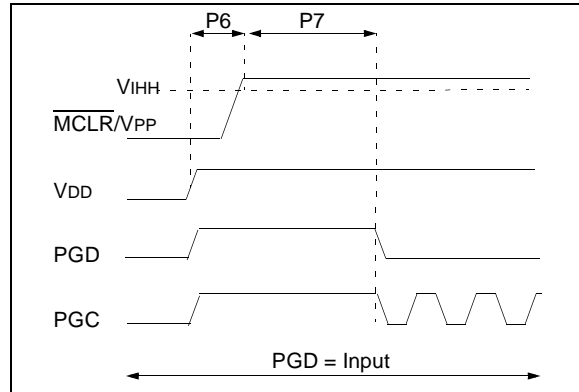 P6 P7
VIHH
MCLR/VPP
VDD
PGD
PGC
PGD = Input